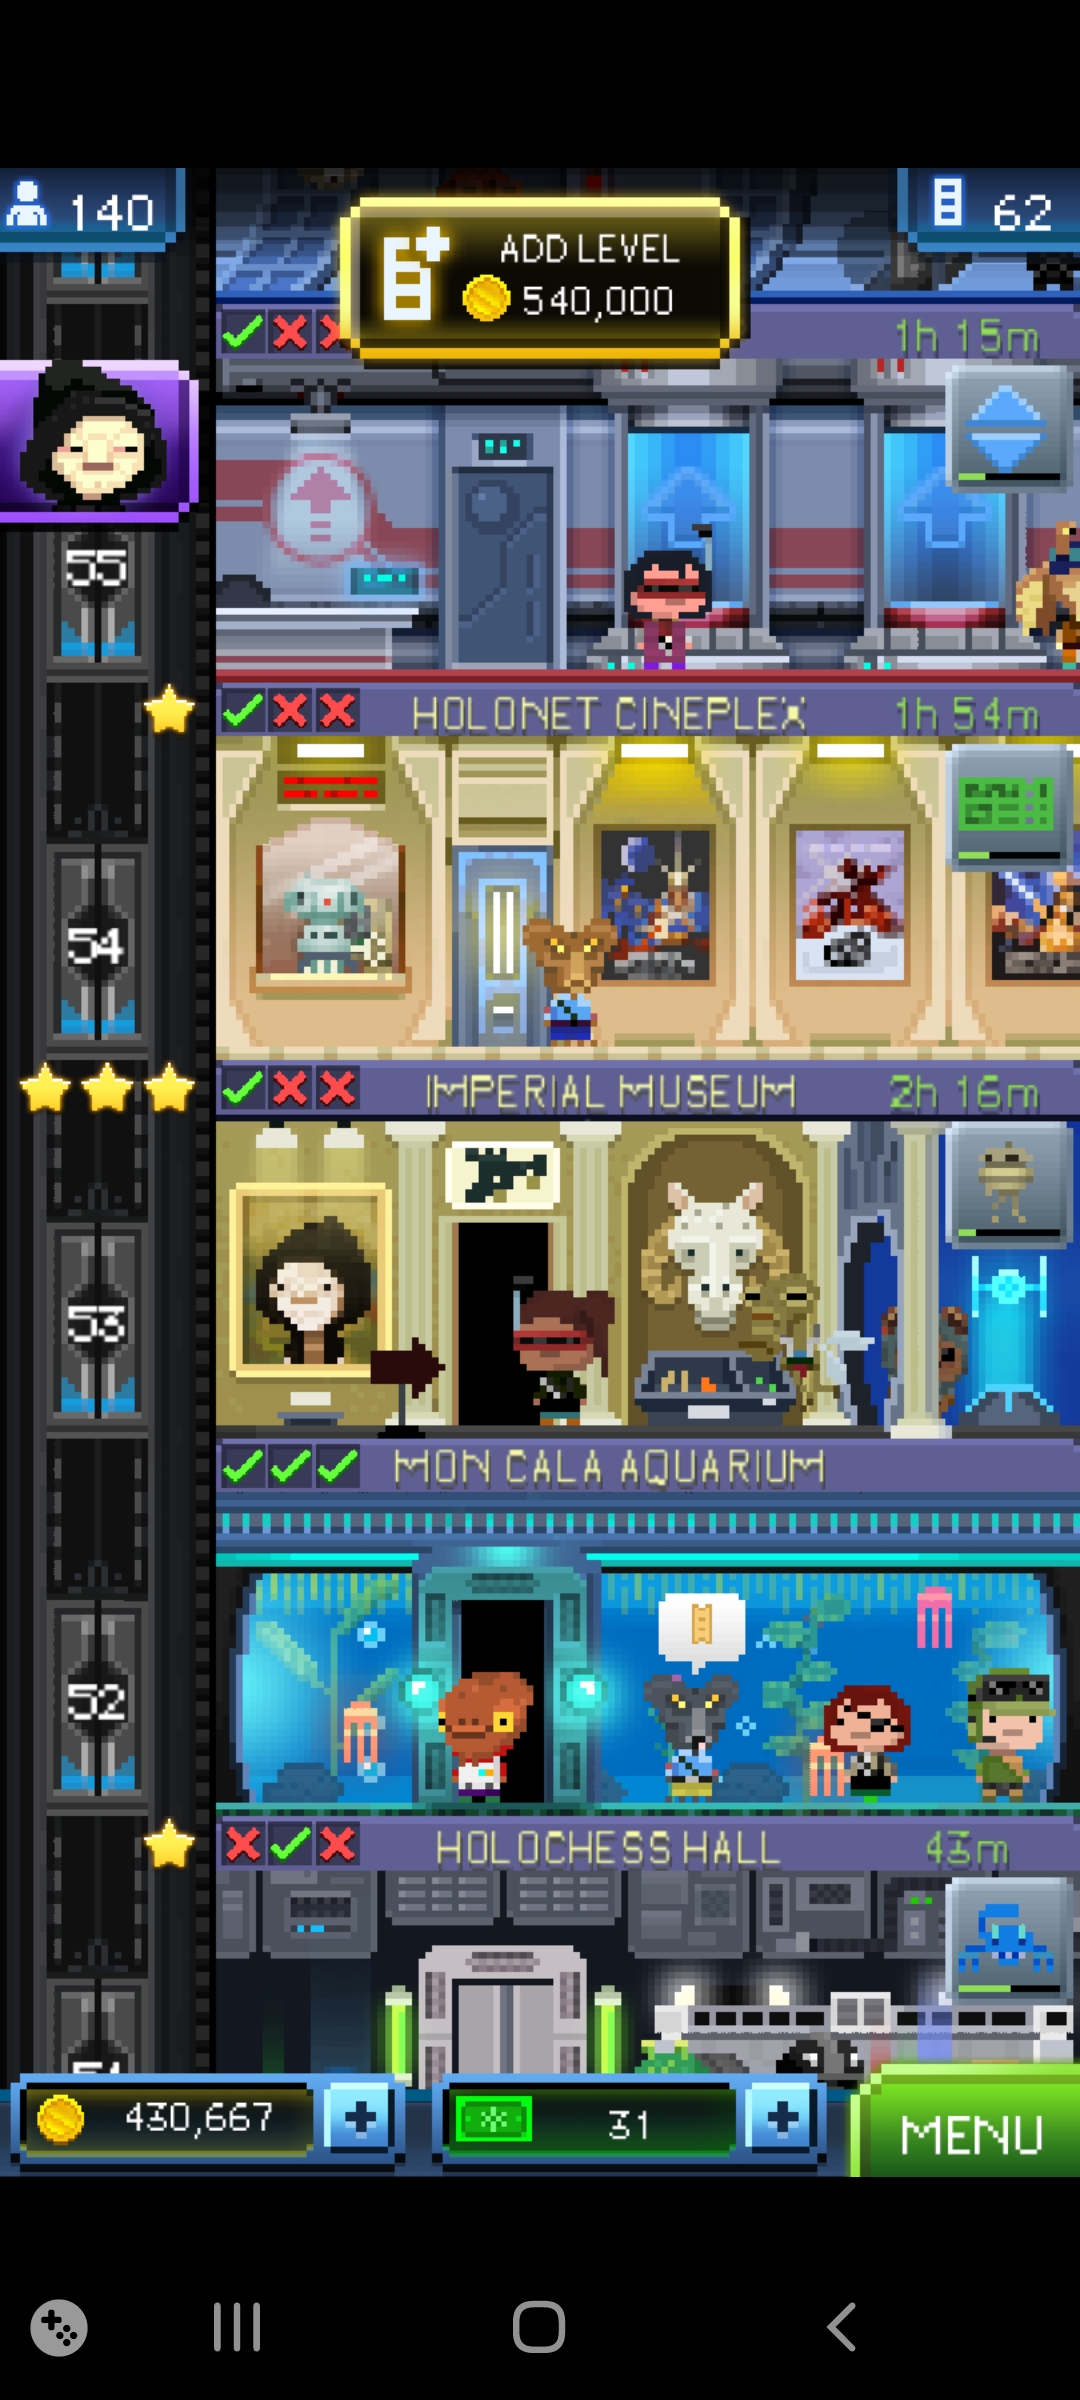 140
ADD LEVEL
540,000
62
1h 15m
55
HOLONET CINEPLEX
1h 54m
54
IMPERIAL MUSEUM
2h 16m
53
MON CALA AQUARIUM
52
HOLOCHESS HALL
43m
51
430,667
31
MENU